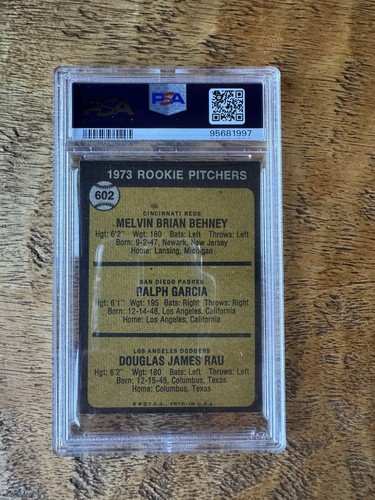 PSA
PSA
95681997
1973 ROOKIE PITCHERS
602
CINCINNATI REDS
MELVIN BRIAN BEHNEY
Hgt: 6'2" Wgt: 180 Bats: Left Throws: Left
Born: 9-2-47, Newark, New Jersey
Home: Lansing, Michigan
SAN DIEGO PADRES
RALPH GARCIA
Hgt: 6'1" Wgt: 195 Bats: Right Throws: Right
Born: 12-14-48, Los Angeles, California
Home: Los Angeles, California
LOS ANGELES DODGERS
DOUGLAS JAMES RAU
Hgt: 6'2" Wgt: 180 Bats: Left Throws: Left
Born: 12-15-48, Columbus, Texas
Home: Columbus, Texas
© T.C.G. PRTD. IN U.S.A.